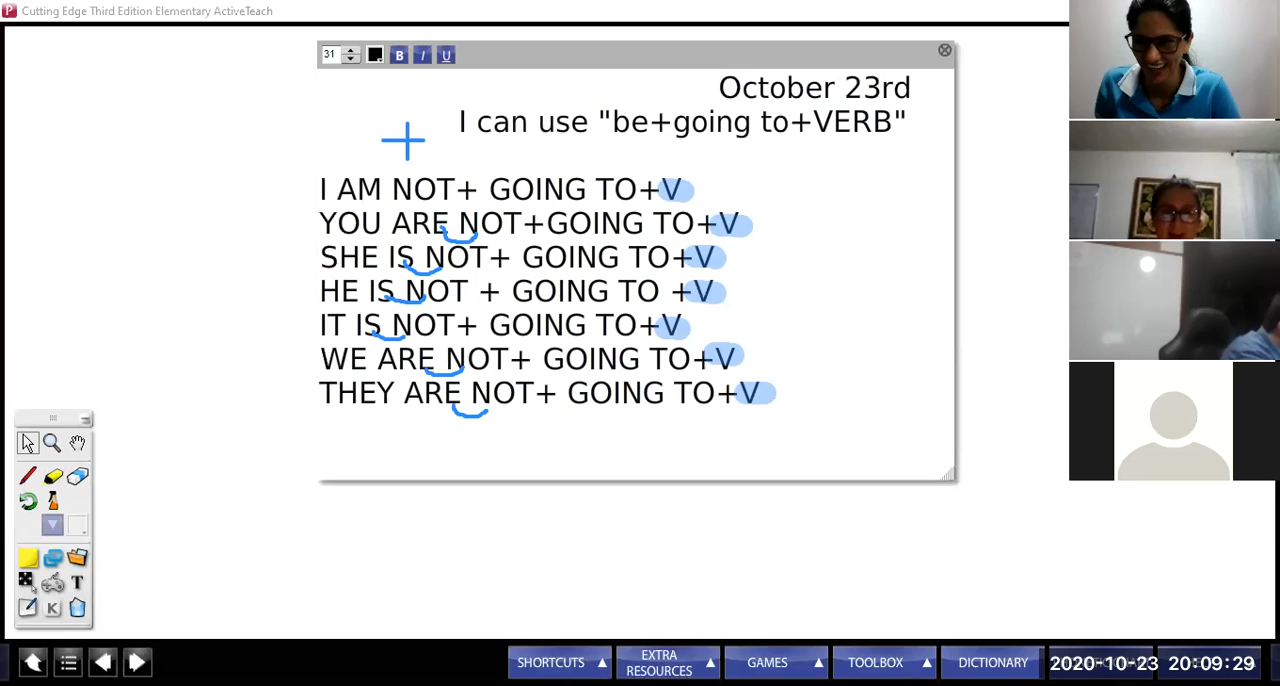 Cutting Edge Third Edition Elementary ActiveTeach
31 B I U
October 23rd
I can use "be+going to+VERB"
+
I AM NOT+ GOING TO+V
YOU ARE NOT+GOING TO+V
SHE IS NOT+ GOING TO+V
HE IS NOT + GOING TO +V
IT IS NOT+ GOING TO+V
WE ARE NOT+ GOING TO+V
THEY ARE NOT+ GOING TO+V
T
K
SHORTCUTS
EXTRA RESOURCES
GAMES
TOOLBOX
DICTIONARY
2020-10-23 20:09:29